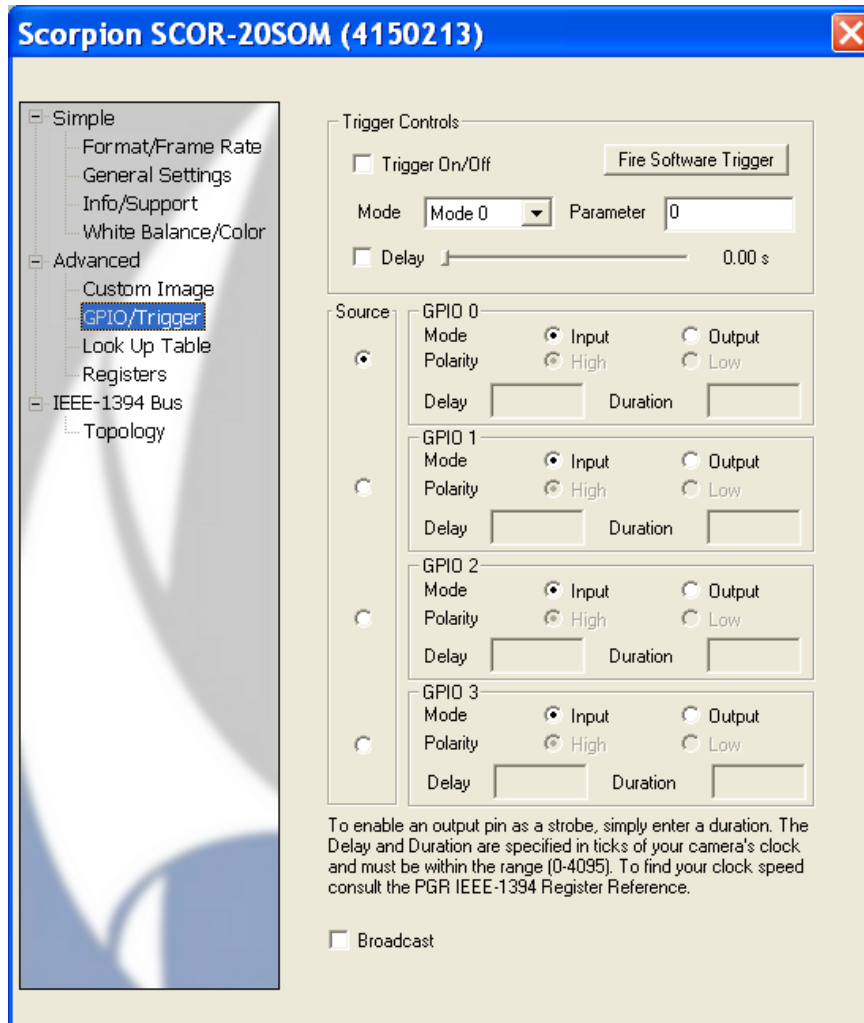 Scorpion SCOR-20SOM (4150213)
Simple
Format/Frame Rate
General Settings
Info/Support
White Balance/Color
Advanced
Custom Image
GPIO/Trigger
Look Up Table
Registers
IEEE-1394 Bus
Topology
Trigger Controls
Trigger On/Off Fire Software Trigger
Mode Mode 0 Parameter 0
Delay 0.00 s
Source
GPIO 0
Mode Input Output
Polarity High Low
Delay Duration
GPIO 1
Mode Input Output
Polarity High Low
Delay Duration
GPIO 2
Mode Input Output
Polarity High Low
Delay Duration
GPIO 3
Mode Input Output
Polarity High Low
Delay Duration
To enable an output pin as a strobe, simply enter a duration. The
Delay and Duration are specified in ticks of your camera's clock
and must be within the range (0-4095). To find your clock speed
consult the PGR IEEE-1394 Register Reference.
Broadcast